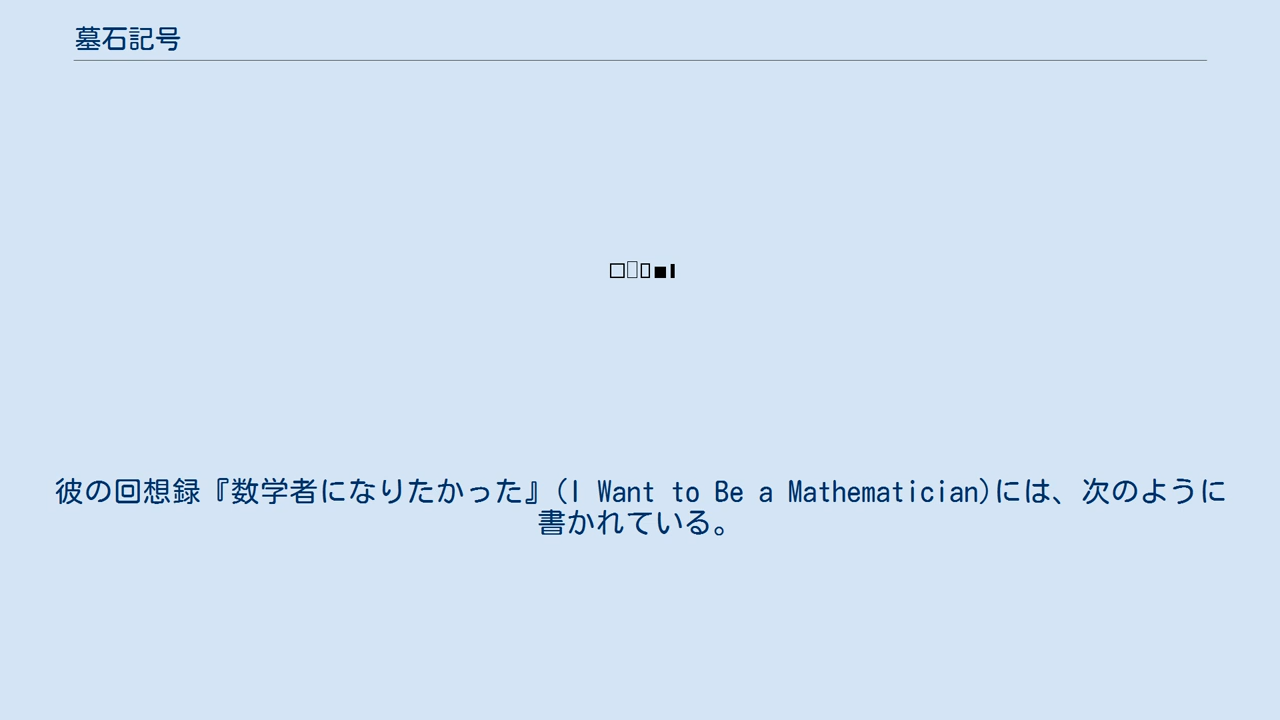 墓石記号
□▯▯■▮
彼の回想録『数学者になりたかった』(I Want to Be a Mathematician)には、次のように
書かれている。